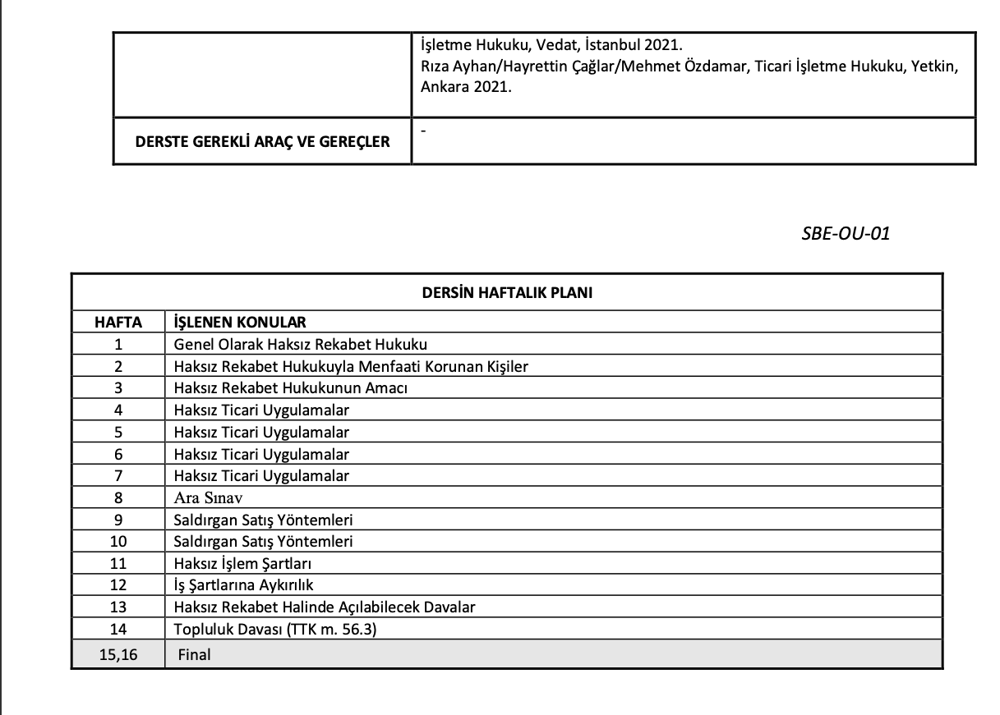 İşletme Hukuku, Vedat, İstanbul 2021.
Rıza Ayhan/Hayrettin Çağlar/Mehmet Özdamar, Ticari İşletme Hukuku, Yetkin,
Ankara 2021.
DERSTE GEREKLİ ARAÇ VE GEREÇLER
-
SBE-OU-01
DERSİN HAFTALIK PLANI
HAFTA İŞLENEN KONULAR
1 Genel Olarak Haksız Rekabet Hukuku
2 Haksız Rekabet Hukukuyla Menfaati Korunan Kişiler
3 Haksız Rekabet Hukukunun Amacı
4 Haksız Ticari Uygulamalar
5 Haksız Ticari Uygulamalar
6 Haksız Ticari Uygulamalar
7 Haksız Ticari Uygulamalar
8 Ara Sınav
9 Saldırgan Satış Yöntemleri
10 Saldırgan Satış Yöntemleri
11 Haksız İşlem Şartları
12 İş Şartlarına Aykırılık
13 Haksız Rekabet Halinde Açılabilecek Davalar
14 Topluluk Davası (TTK m. 56.3)
15,16 Final